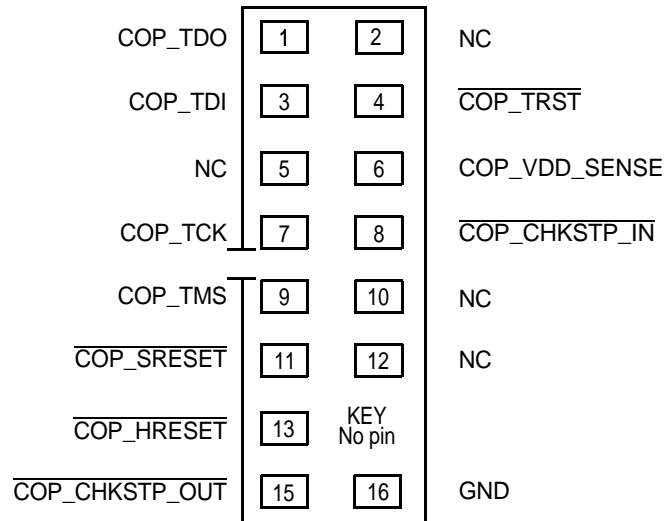 COP_TDO 1 2 NC
COP_TDI 3 4 COP_TRST
NC 5 6 COP_VDD_SENSE
COP_TCK 7 8 COP_CHKSTP_IN
COP_TMS 9 10 NC
COP_SRESET 11 12 NC
COP_HRESET 13 KEY
No pin
COP_CHKSTP_OUT 15 16 GND